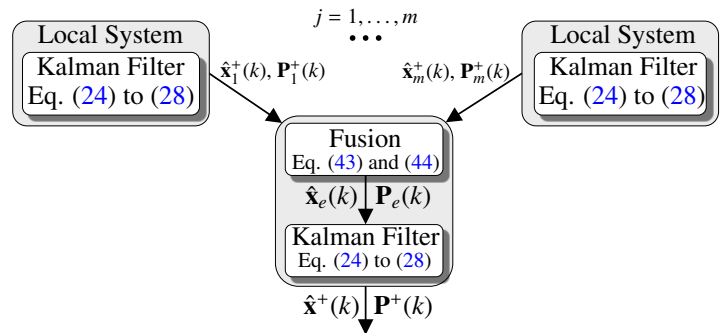 j = 1, . . . , m
Local System
Kalman Filter
Eq. (24) to (28)
x̂₁⁺(k), P₁⁺(k)
• • •
x̂ₘ⁺(k), Pₘ⁺(k)
Local System
Kalman Filter
Eq. (24) to (28)
Fusion
Eq. (43) and (44)
x̂ₑ(k) Pₑ(k)
Kalman Filter
Eq. (24) to (28)
x̂⁺(k) P⁺(k)